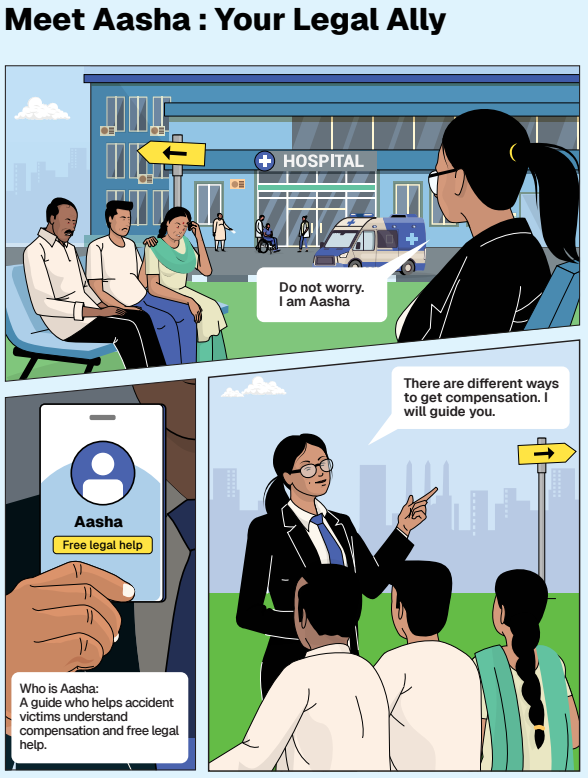 Meet Aasha : Your Legal Ally
HOSPITAL
Do not worry.
I am Aasha
Aasha
Free legal help
Who is Aasha:
A guide who helps accident
victims understand
compensation and free legal
help.
There are different ways
to get compensation. I
will guide you.